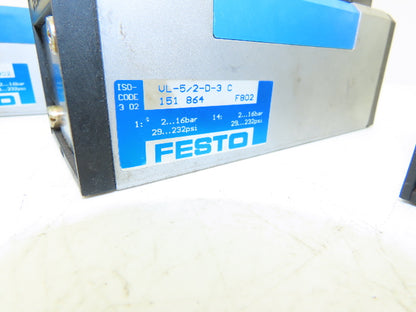 ISO-
CODE
3 02
VL-5/2-D-3 C
151 864 F802
1: 2...16bar 14: 2...16bar
29...232psi 29...232psi
FESTO